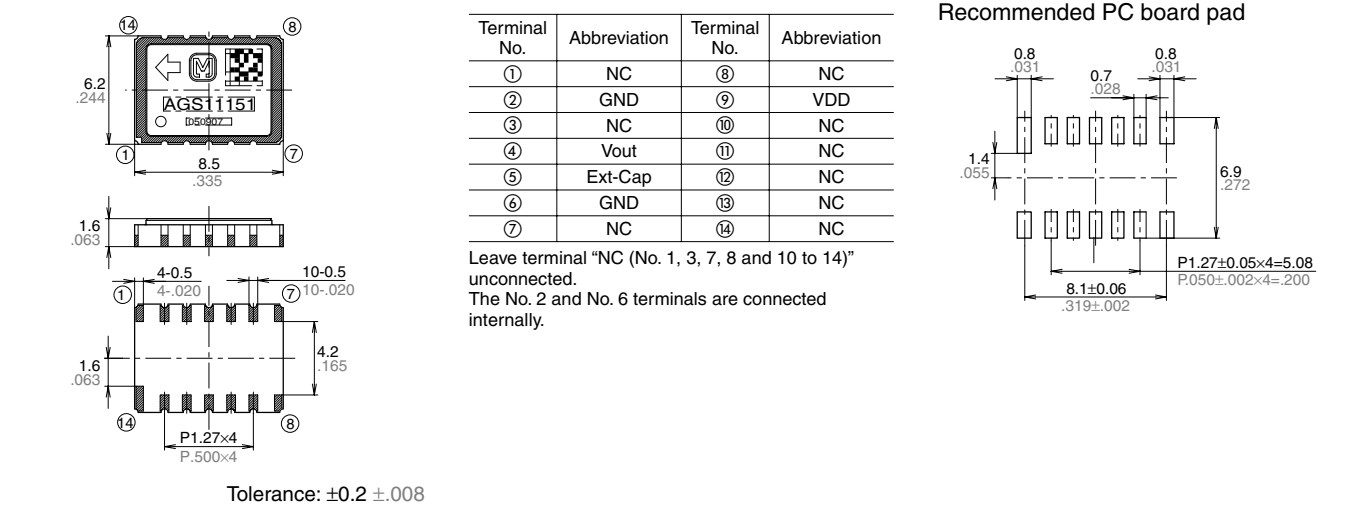 ⑭
⑧
6.2
.244
AGS11151
D50907
①
⑦
8.5
.335
1.6
.063
4-0.5
4-.020
10-0.5
10-.020
①
⑦
4.2
.165
1.6
.063
⑭
⑧
P1.27×4
P.500×4
Tolerance: ±0.2 ±.008
Terminal No. Abbreviation Terminal No. Abbreviation
① NC ⑧ NC
② GND ⑨ VDD
③ NC ⑩ NC
④ Vout ⑪ NC
⑤ Ext-Cap ⑫ NC
⑥ GND ⑬ NC
⑦ NC ⑭ NC
Leave terminal “NC (No. 1, 3, 7, 8 and 10 to 14)”
unconnected.
The No. 2 and No. 6 terminals are connected
internally.
Recommended PC board pad
0.8
.031
0.8
.031
0.7
.028
1.4
.055
6.9
.272
P1.27±0.05×4=5.08
P.050±.002×4=.200
8.1±0.06
.319±.002